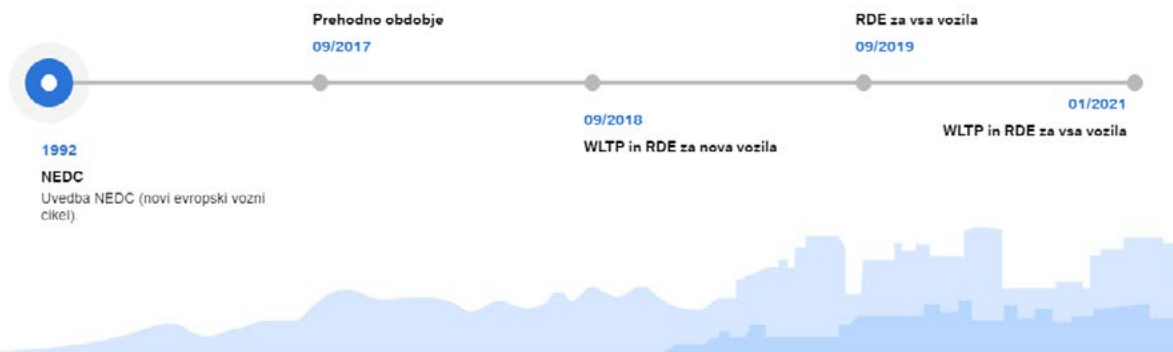 Prehodno obdobje
09/2017
RDE za vsa vozila
09/2019
1992
NEDC
Uvedba NEDC (novi evropski vozni
cikel).
09/2018
WLTP in RDE za nova vozila
01/2021
WLTP in RDE za vsa vozila